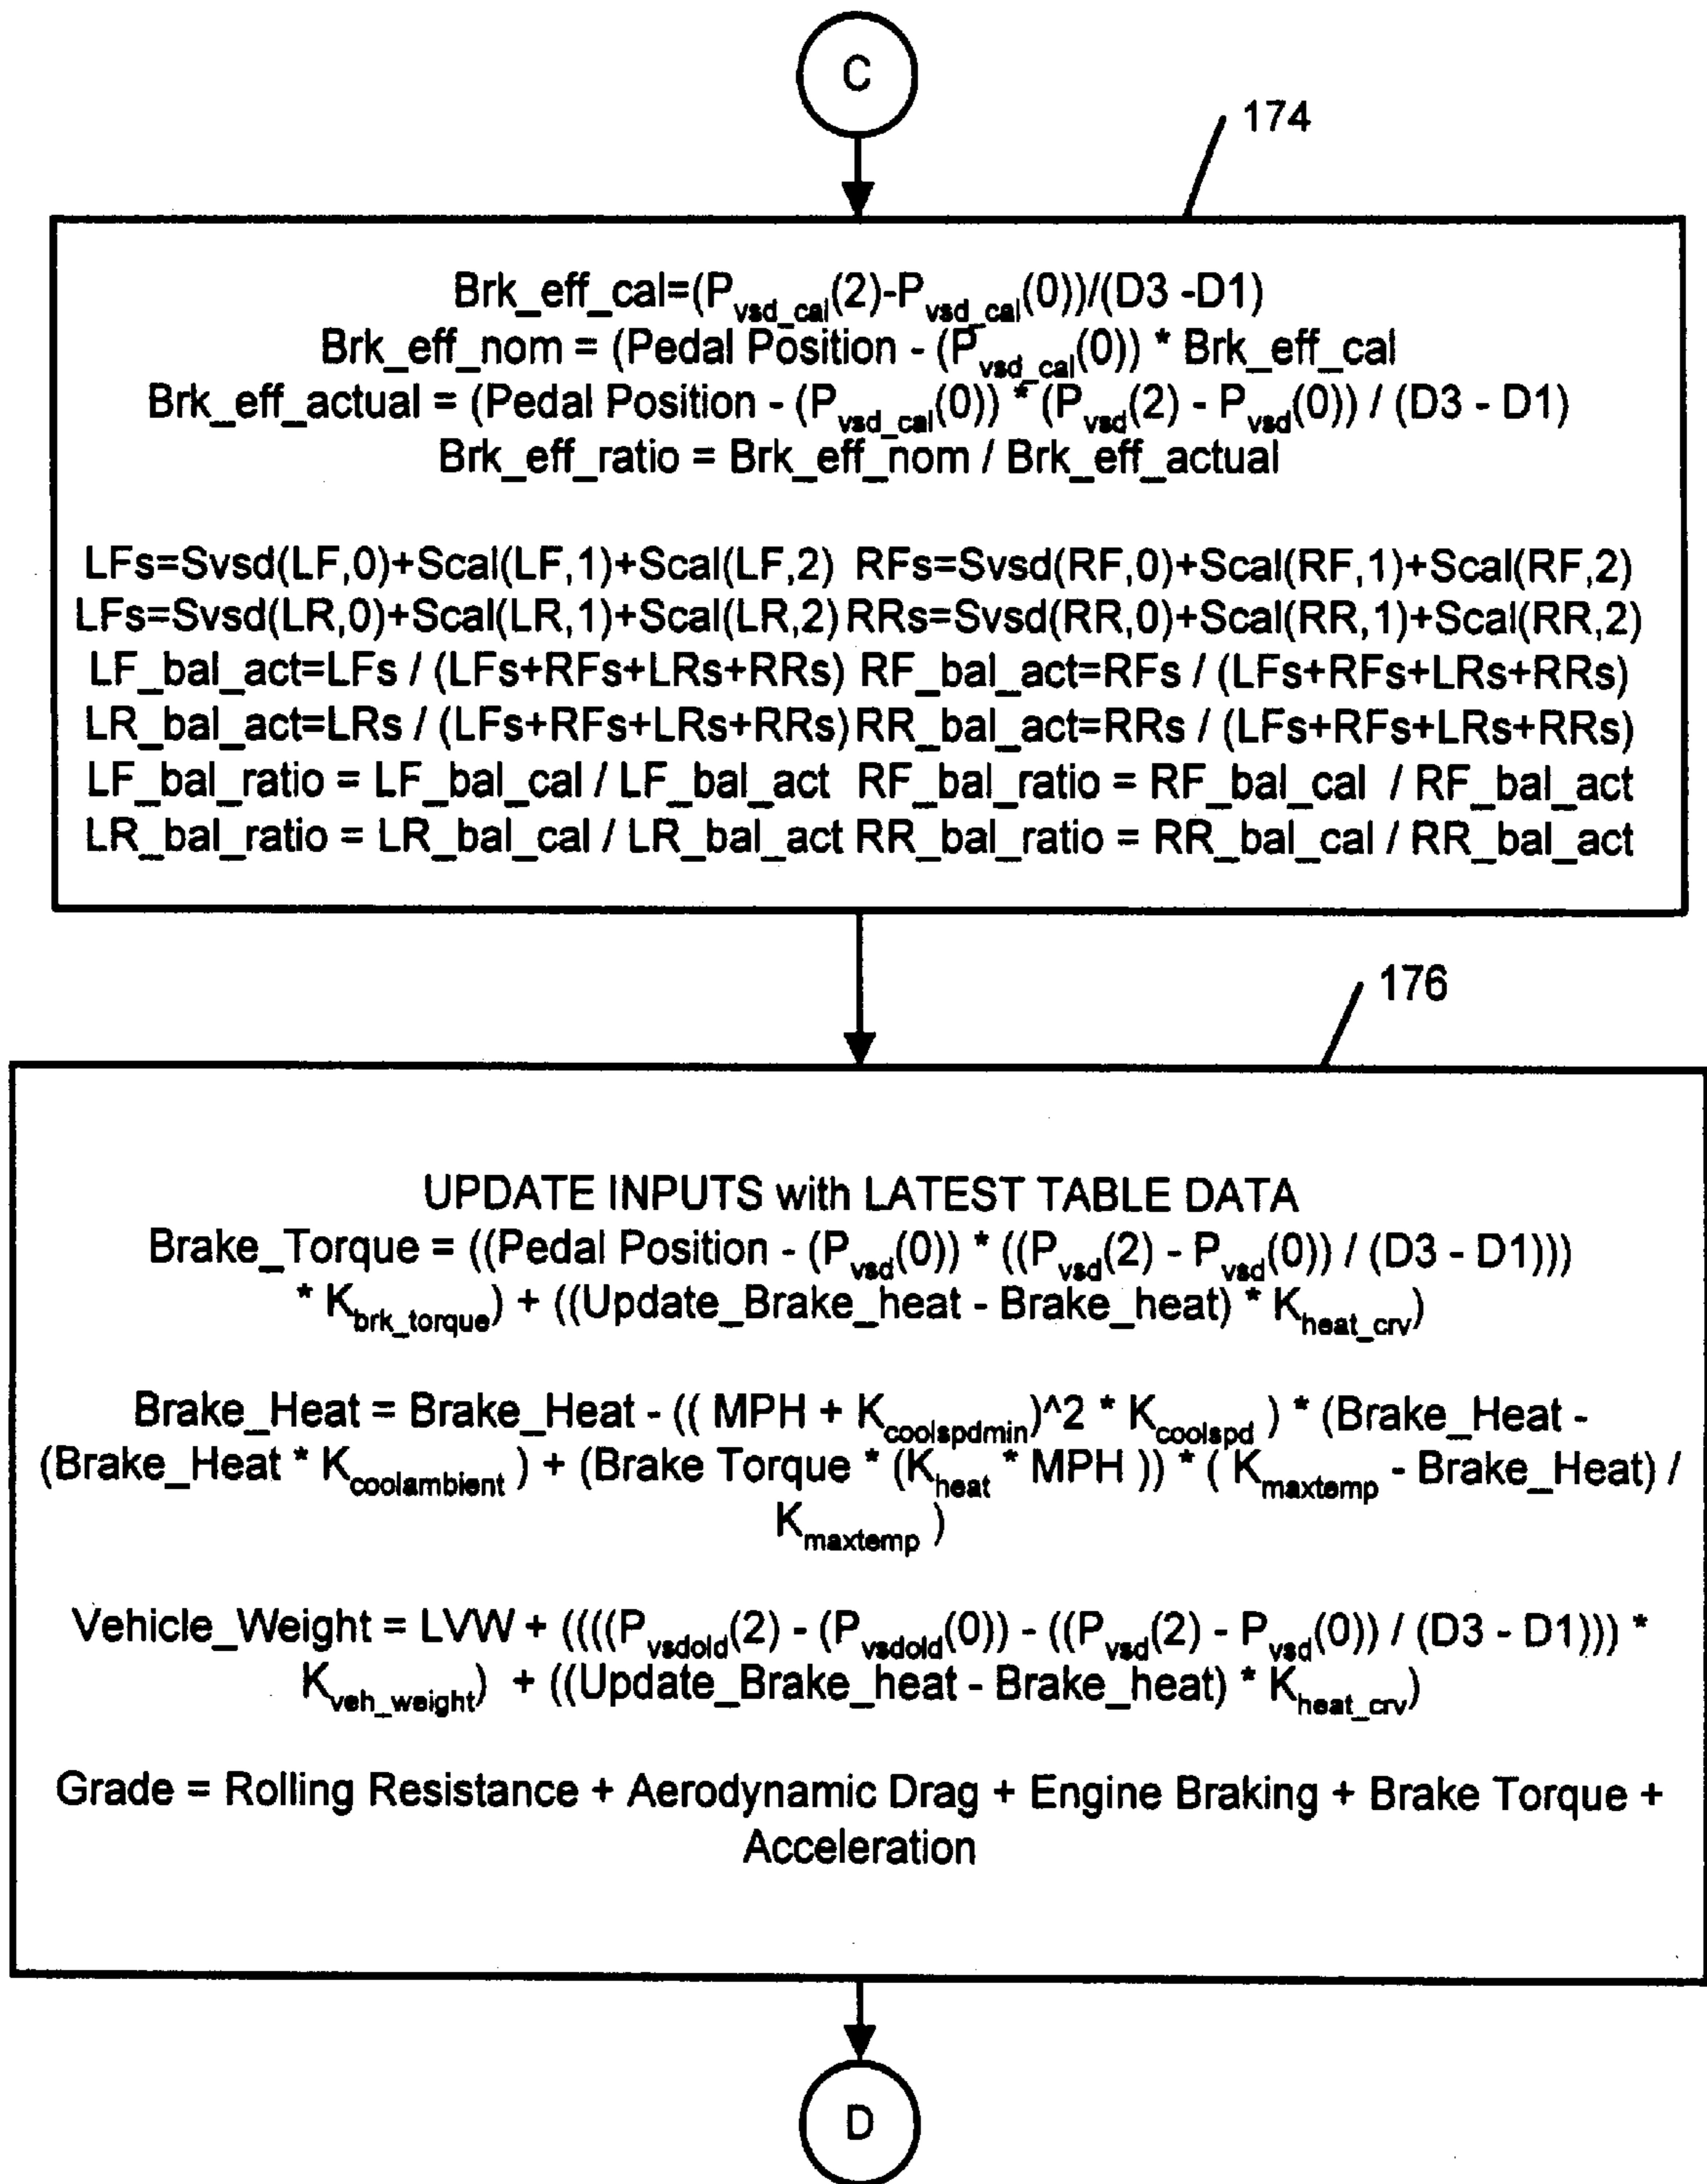 C
174
Brk_eff_cal=(Pvsd_cal(2)-Pvsd_cal(0))/(D3 -D1)
Brk_eff_nom = (Pedal Position - (Pvsd_cal(0)) * Brk_eff_cal
Brk_eff_actual = (Pedal Position - (Pvsd_cal(0)) * (Pvsd(2) - Pvsd(0)) / (D3 - D1)
Brk_eff_ratio = Brk_eff_nom / Brk_eff_actual
LFs=Svsd(LF,0)+Scal(LF,1)+Scal(LF,2) RFs=Svsd(RF,0)+Scal(RF,1)+Scal(RF,2)
LFs=Svsd(LR,0)+Scal(LR,1)+Scal(LR,2) RRs=Svsd(RR,0)+Scal(RR,1)+Scal(RR,2)
LF_bal_act=LFs / (LFs+RFs+LRs+RRs) RF_bal_act=RFs / (LFs+RFs+LRs+RRs)
LR_bal_act=LRs / (LFs+RFs+LRs+RRs) RR_bal_act=RRs / (LFs+RFs+LRs+RRs)
LF_bal_ratio = LF_bal_cal / LF_bal_act RF_bal_ratio = RF_bal_cal / RF_bal_act
LR_bal_ratio = LR_bal_cal / LR_bal_act RR_bal_ratio = RR_bal_cal / RR_bal_act
176
UPDATE INPUTS with LATEST TABLE DATA
Brake_Torque = ((Pedal Position - (Pvsd(0)) * ((Pvsd(2) - Pvsd(0)) / (D3 - D1)))
* Kbrk_torque) + ((Update_Brake_heat - Brake_heat) * Kheat_crv)
Brake_Heat = Brake_Heat - (( MPH + Kcoolspdmin)^2 * Kcoolspd ) * (Brake_Heat -
(Brake_Heat * Kcoolambient ) + (Brake Torque * (Kheat * MPH )) * ( Kmaxtemp - Brake_Heat) /
Kmaxtemp )
Vehicle_Weight = LVW + ((((Pvsdold(2) - (Pvsdold(0)) - ((Pvsd(2) - Pvsd(0)) / (D3 - D1))) *
Kveh_weight) + ((Update_Brake_heat - Brake_heat) * Kheat_crv)
Grade = Rolling Resistance + Aerodynamic Drag + Engine Braking + Brake Torque +
Acceleration
D